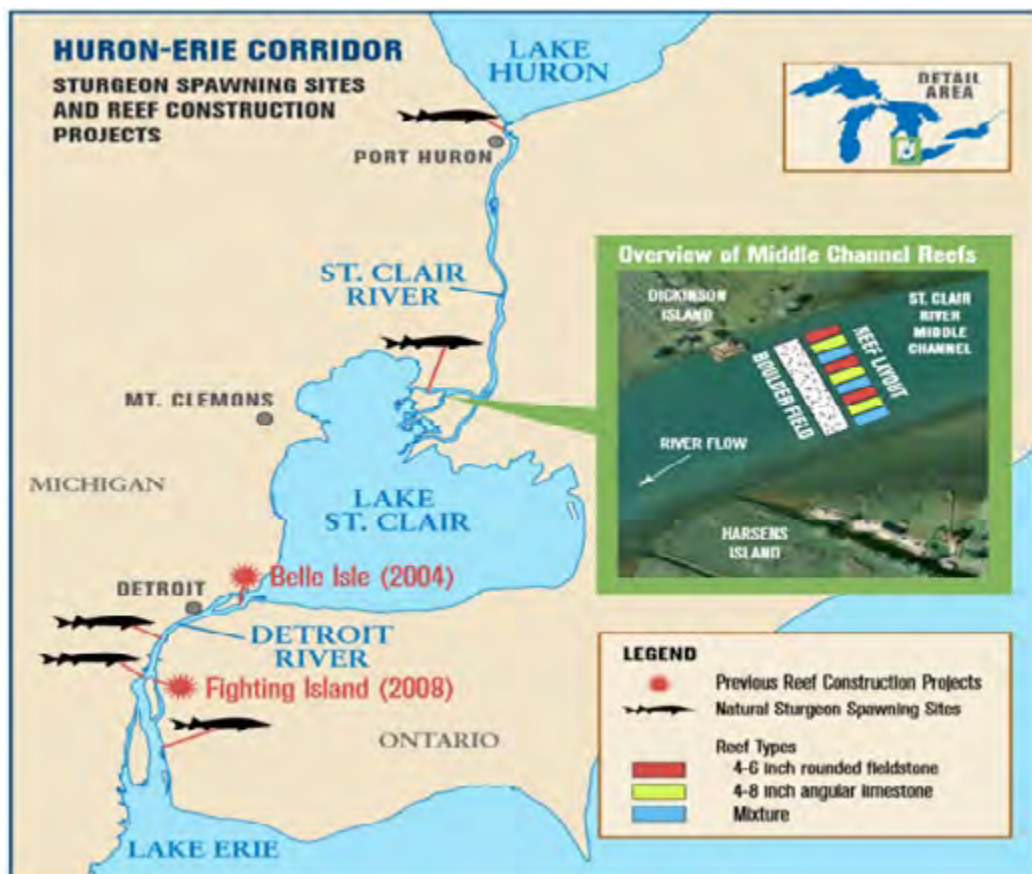 HURON-ERIE CORRIDOR
STURGEON SPAWNING SITES
AND REEF CONSTRUCTION
PROJECTS
LAKE
HURON
DETAIL
AREA
PORT HURON
ST. CLAIR
RIVER
Overview of Middle Channel Reefs
DICKINSON
ISLAND
ST. CLAIR
RIVER
MIDDLE
CHANNEL
REEF LAYOUT
BOULDER FIELD
RIVER FLOW
HARSENS
ISLAND
MT. CLEMONS
MICHIGAN
LAKE
ST. CLAIR
Belle Isle (2004)
DETROIT
DETROIT
RIVER
Fighting Island (2008)
ONTARIO
LAKE ERIE
LEGEND
Previous Reef Construction Projects
Natural Sturgeon Spawning Sites
Reef Types
4-6 inch rounded fieldstone
4-8 inch angular limestone
Mixture